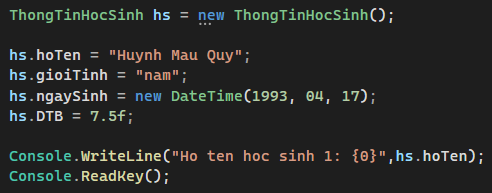 ThongTinHocSinh hs = new ThongTinHocSinh();
hs.hoTen = "Huynh Mau Quy";
hs.gioiTinh = "nam";
hs.ngaySinh = new DateTime(1993, 04, 17);
hs.DTB = 7.5f;
Console.WriteLine("Ho ten hoc sinh 1: {0}",hs.hoTen);
Console.ReadKey();